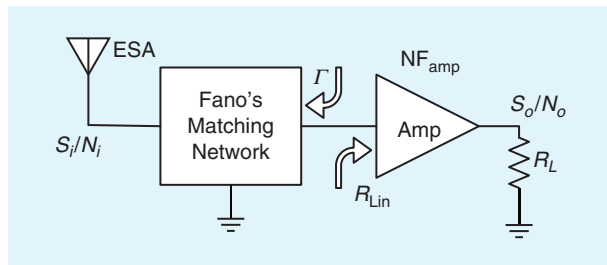 ESA
Fano's
Matching
Network
Γ
NF_amp
Amp
S_i/N_i
R_Lin
S_o/N_o
R_L